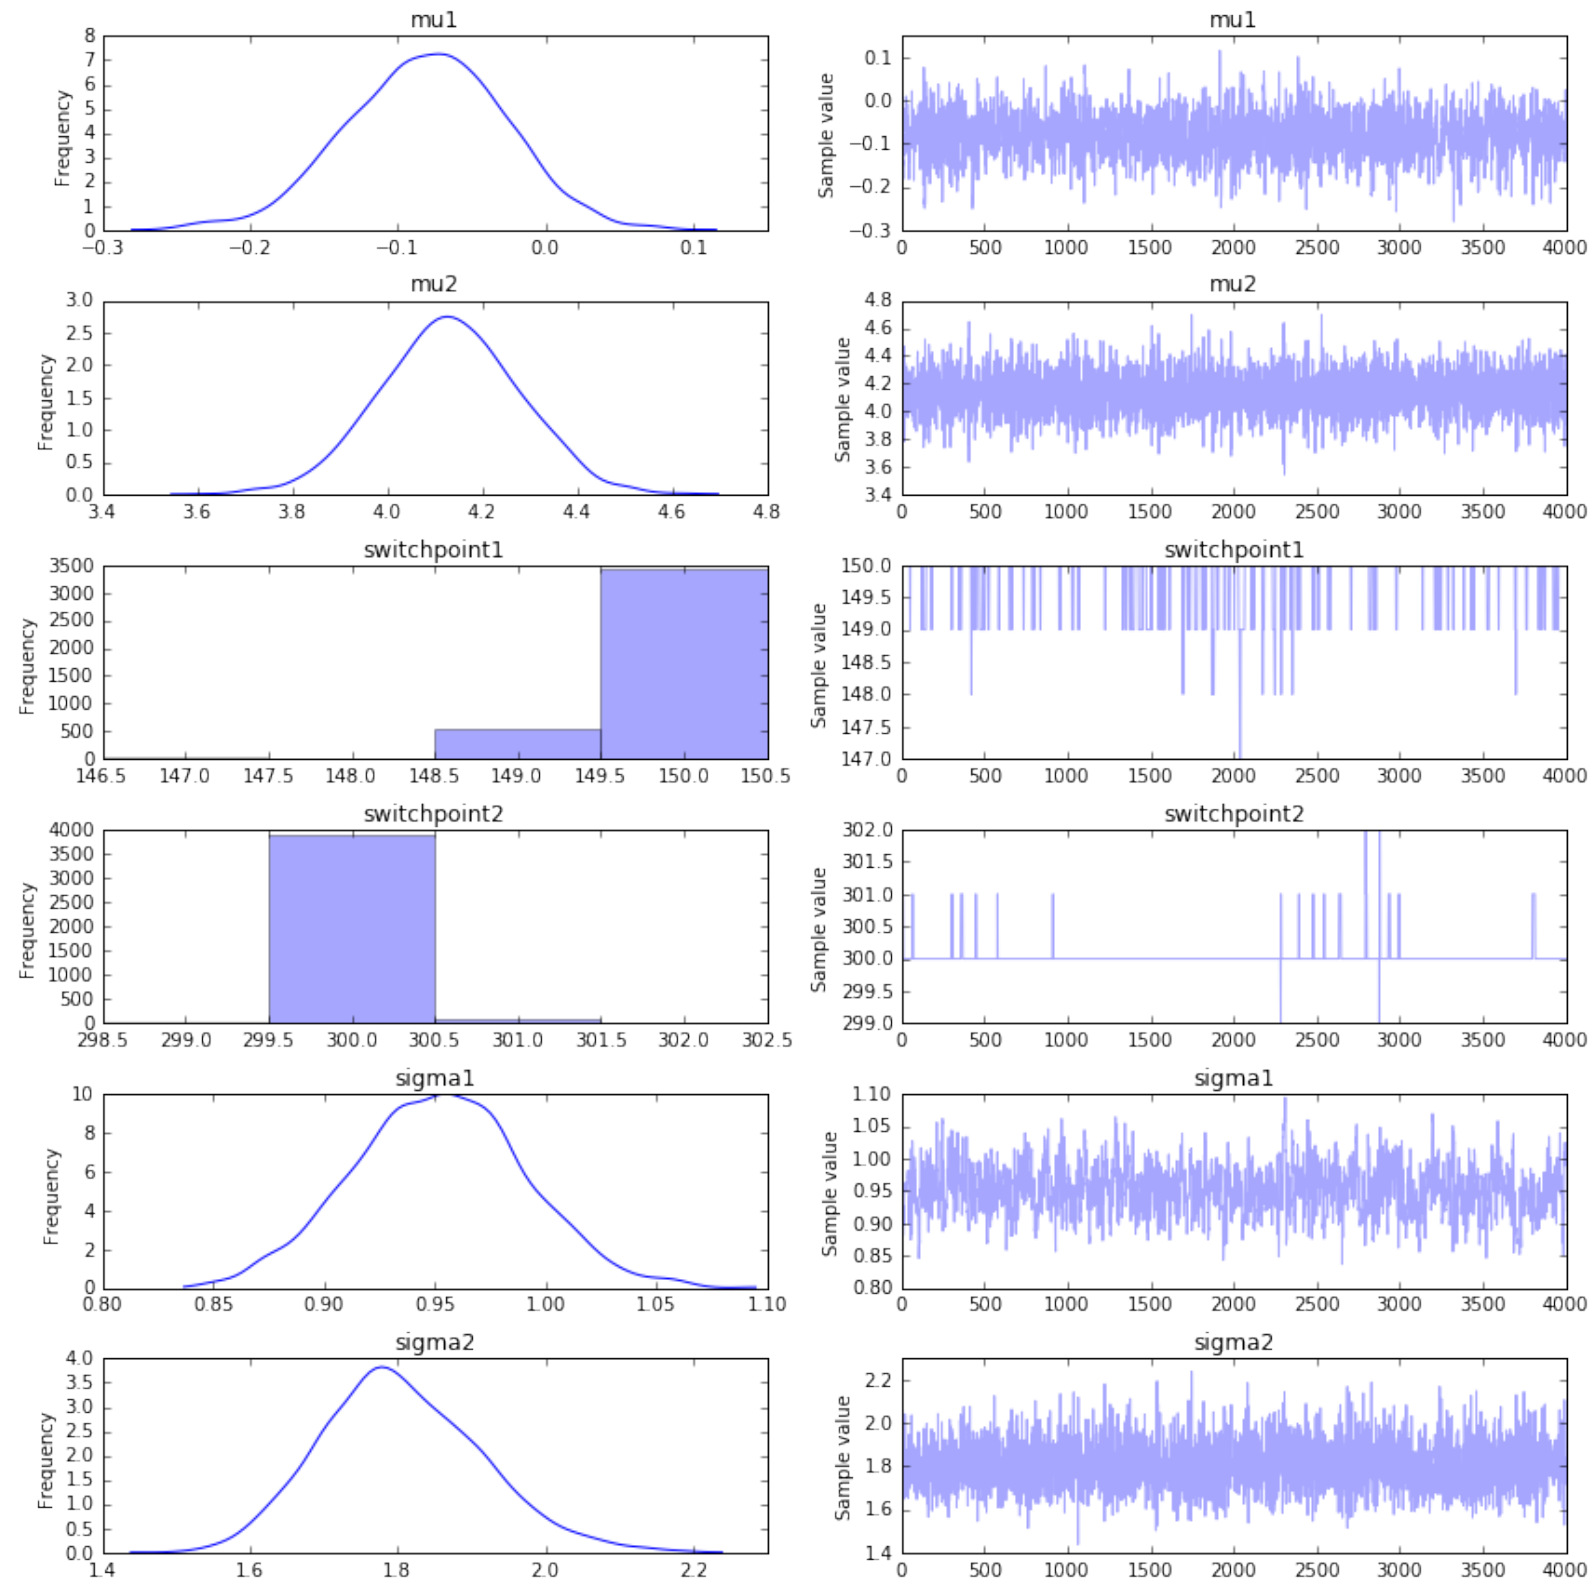 mu1
8
7
6
5
4
3
2
1
0
Frequency
−0.3 −0.2 −0.1 0.0 0.1
mu1
0.1
0.0
−0.1
−0.2
−0.3
Sample value
0 500 1000 1500 2000 2500 3000 3500 4000
mu2
3.0
2.5
2.0
1.5
1.0
0.5
0.0
Frequency
3.4 3.6 3.8 4.0 4.2 4.4 4.6 4.8
mu2
4.8
4.6
4.4
4.2
4.0
3.8
3.6
3.4
Sample value
0 500 1000 1500 2000 2500 3000 3500 4000
switchpoint1
3500
3000
2500
2000
1500
1000
500
0
Frequency
146.5 147.0 147.5 148.0 148.5 149.0 149.5 150.0 150.5
switchpoint1
150.0
149.5
149.0
148.5
148.0
147.5
147.0
Sample value
0 500 1000 1500 2000 2500 3000 3500 4000
switchpoint2
4000
3500
3000
2500
2000
1500
1000
500
0
Frequency
298.5 299.0 299.5 300.0 300.5 301.0 301.5 302.0 302.5
switchpoint2
302.0
301.5
301.0
300.5
300.0
299.5
299.0
Sample value
0 500 1000 1500 2000 2500 3000 3500 4000
sigma1
10
8
6
4
2
0
Frequency
0.80 0.85 0.90 0.95 1.00 1.05 1.10
sigma1
1.10
1.05
1.00
0.95
0.90
0.85
0.80
Sample value
0 500 1000 1500 2000 2500 3000 3500 4000
sigma2
4.0
3.5
3.0
2.5
2.0
1.5
1.0
0.5
0.0
Frequency
1.4 1.6 1.8 2.0 2.2
sigma2
2.2
2.0
1.8
1.6
1.4
Sample value
0 500 1000 1500 2000 2500 3000 3500 4000